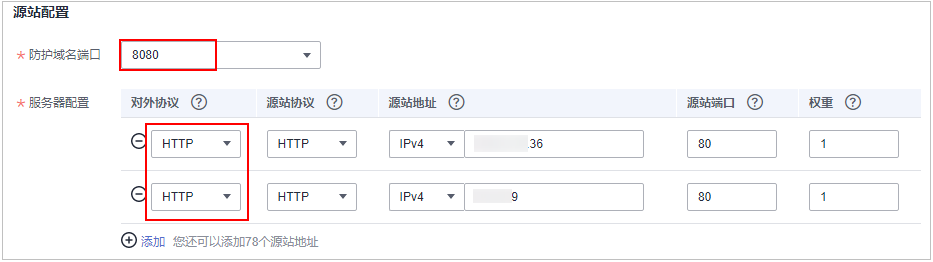 源站配置
* 防护域名端口 8080
* 服务器配置 对外协议 ? 源站协议 ? 源站地址 ? 源站端口 ? 权重 ?
HTTP HTTP IPv4 .36 80 1
HTTP HTTP IPv4 9 80 1
添加 您还可以添加78个源站地址